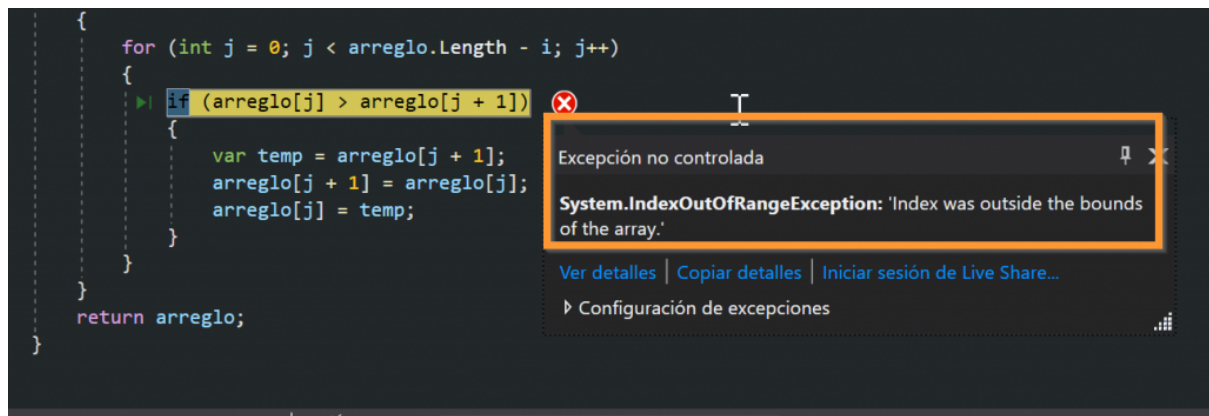 {
for (int j = 0; j < arreglo.Length - i; j++)
{
if (arreglo[j] > arreglo[j + 1])
{
var temp = arreglo[j + 1];
arreglo[j + 1] = arreglo[j];
arreglo[j] = temp;
}
}
}
return arreglo;
}
Excepción no controlada
System.IndexOutOfRangeException: 'Index was outside the bounds
of the array.'
Ver detalles | Copiar detalles | Iniciar sesión de Live Share...
Configuración de excepciones